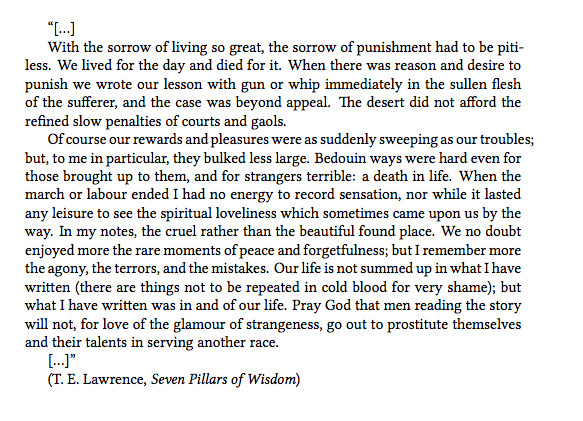 “[...]
With the sorrow of living so great, the sorrow of punishment had to be piti-
less. We lived for the day and died for it. When there was reason and desire to
punish we wrote our lesson with gun or whip immediately in the sullen flesh
of the sufferer, and the case was beyond appeal. The desert did not afford the
refined slow penalties of courts and gaols.
Of course our rewards and pleasures were as suddenly sweeping as our troubles;
but, to me in particular, they bulked less large. Bedouin ways were hard even for
those brought up to them, and for strangers terrible: a death in life. When the
march or labour ended I had no energy to record sensation, nor while it lasted
any leisure to see the spiritual loveliness which sometimes came upon us by the
way. In my notes, the cruel rather than the beautiful found place. We no doubt
enjoyed more the rare moments of peace and forgetfulness; but I remember more
the agony, the terrors, and the mistakes. Our life is not summed up in what I have
written (there are things not to be repeated in cold blood for very shame); but
what I have written was in and of our life. Pray God that men reading the story
will not, for love of the glamour of strangeness, go out to prostitute themselves
and their talents in serving another race.
[...]”
(T. E. Lawrence, Seven Pillars of Wisdom)